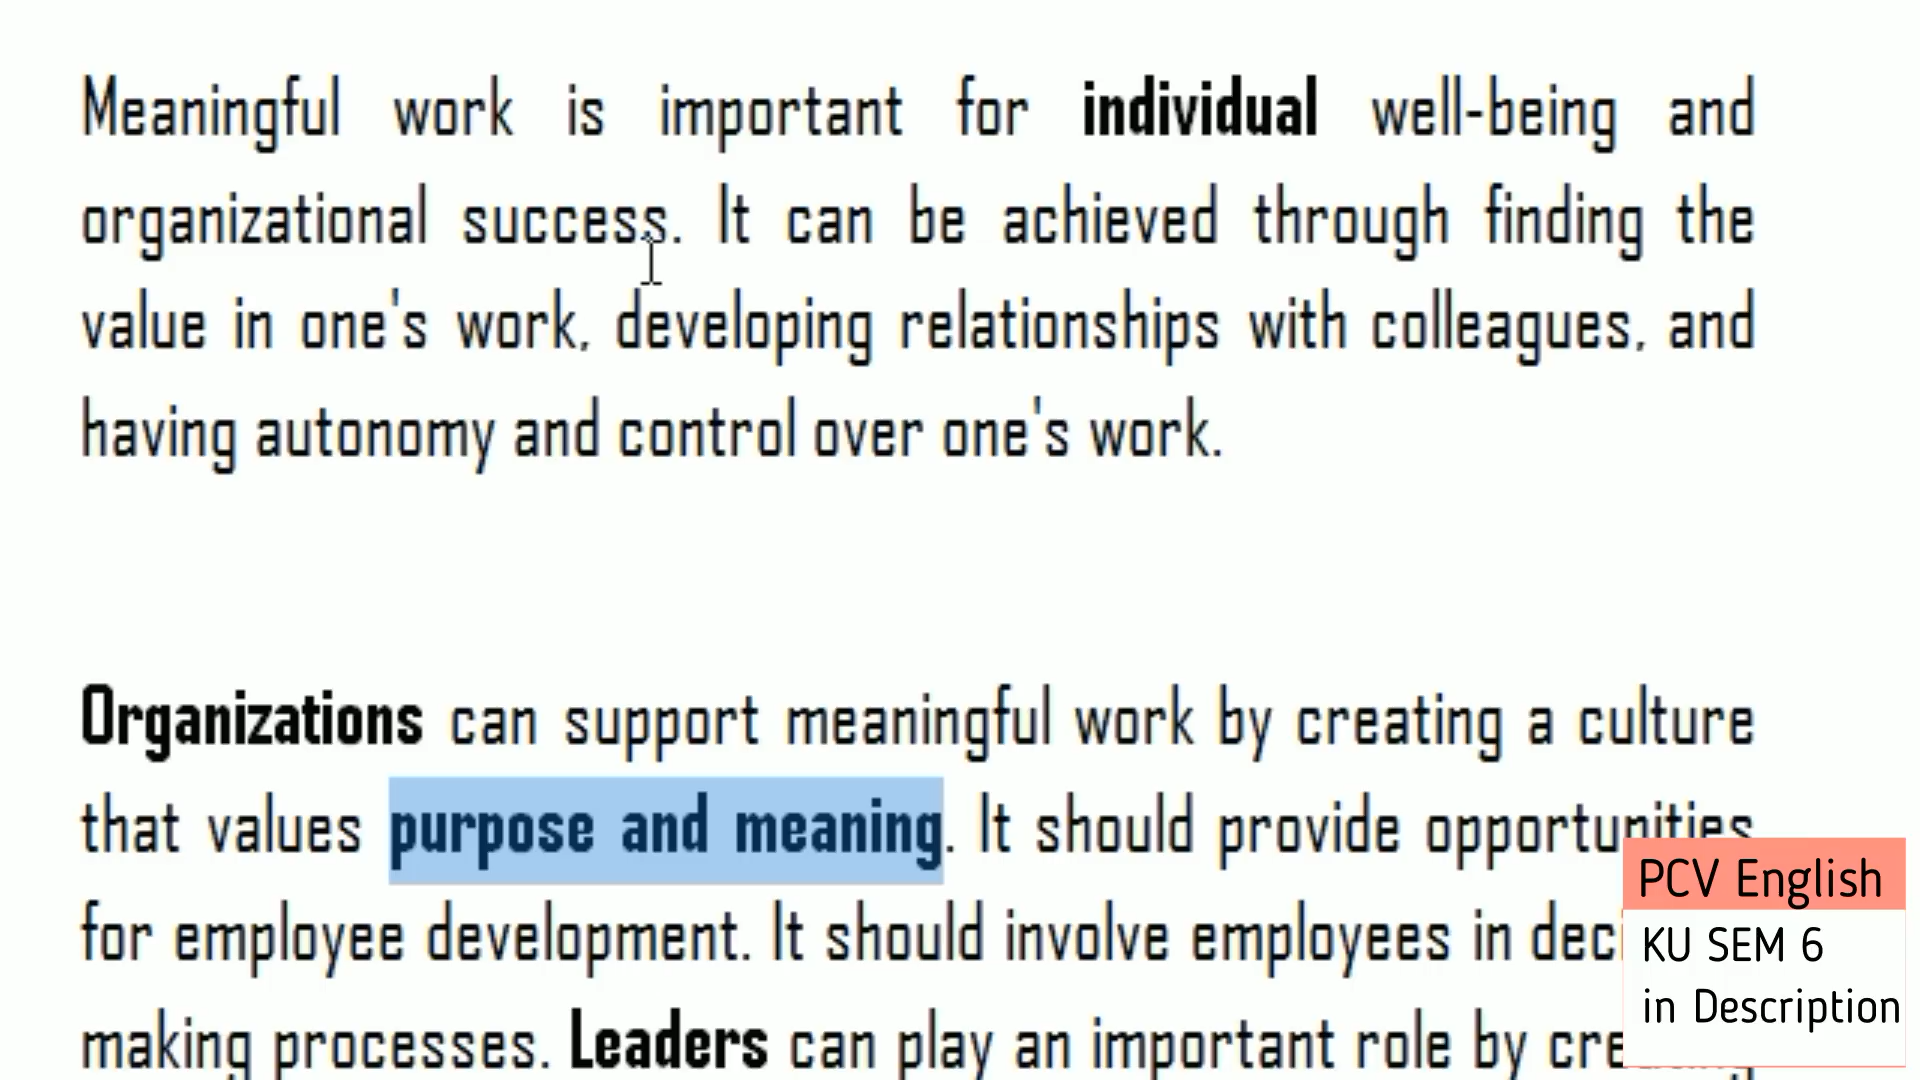 Meaningful work is important for individual well-being and
organizational success. It can be achieved through finding the
value in one's work, developing relationships with colleagues, and
having autonomy and control over one's work.
Organizations can support meaningful work by creating a culture
that values purpose and meaning. It should provide opportunities
for employee development. It should involve employees in
making processes. Leaders can play an important role by
PCV English
KU SEM 6
in Description